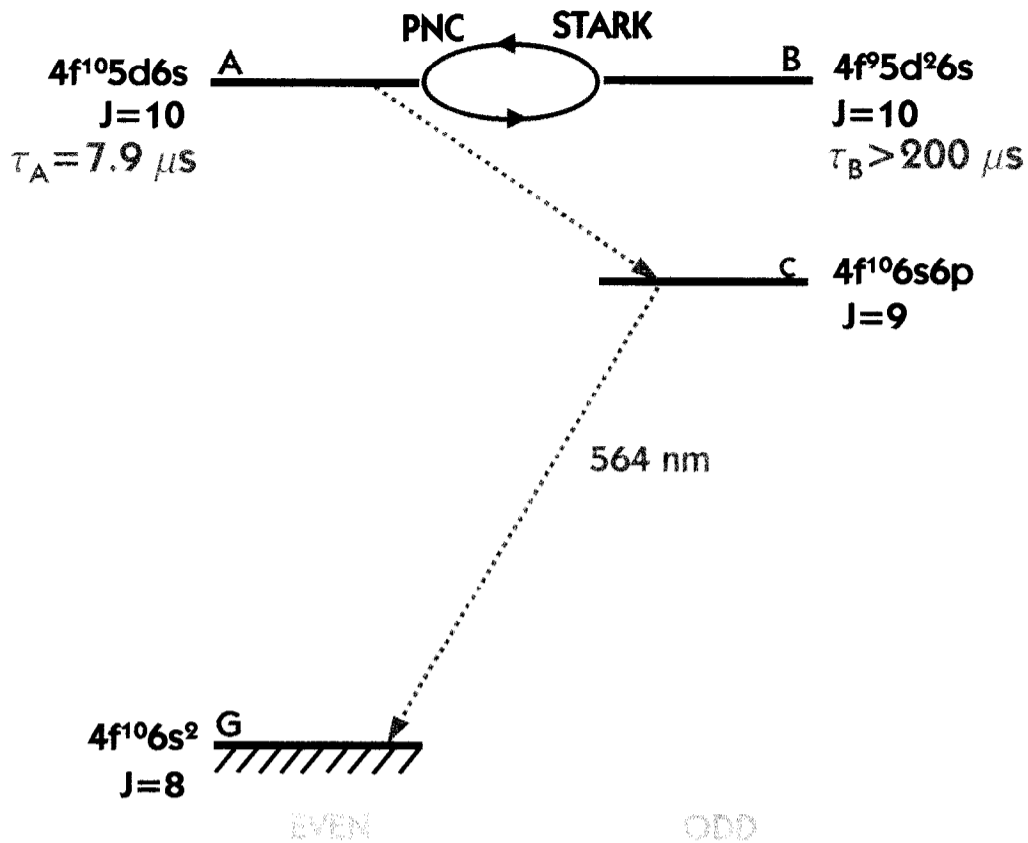 PNC STARK
A B
4f¹⁰5d6s 4f⁹5d²6s
J=10 J=10
τA=7.9 μs τB>200 μs
C 4f¹⁰6s6p
J=9
564 nm
4f¹⁰6s² G
J=8
EVEN ODD